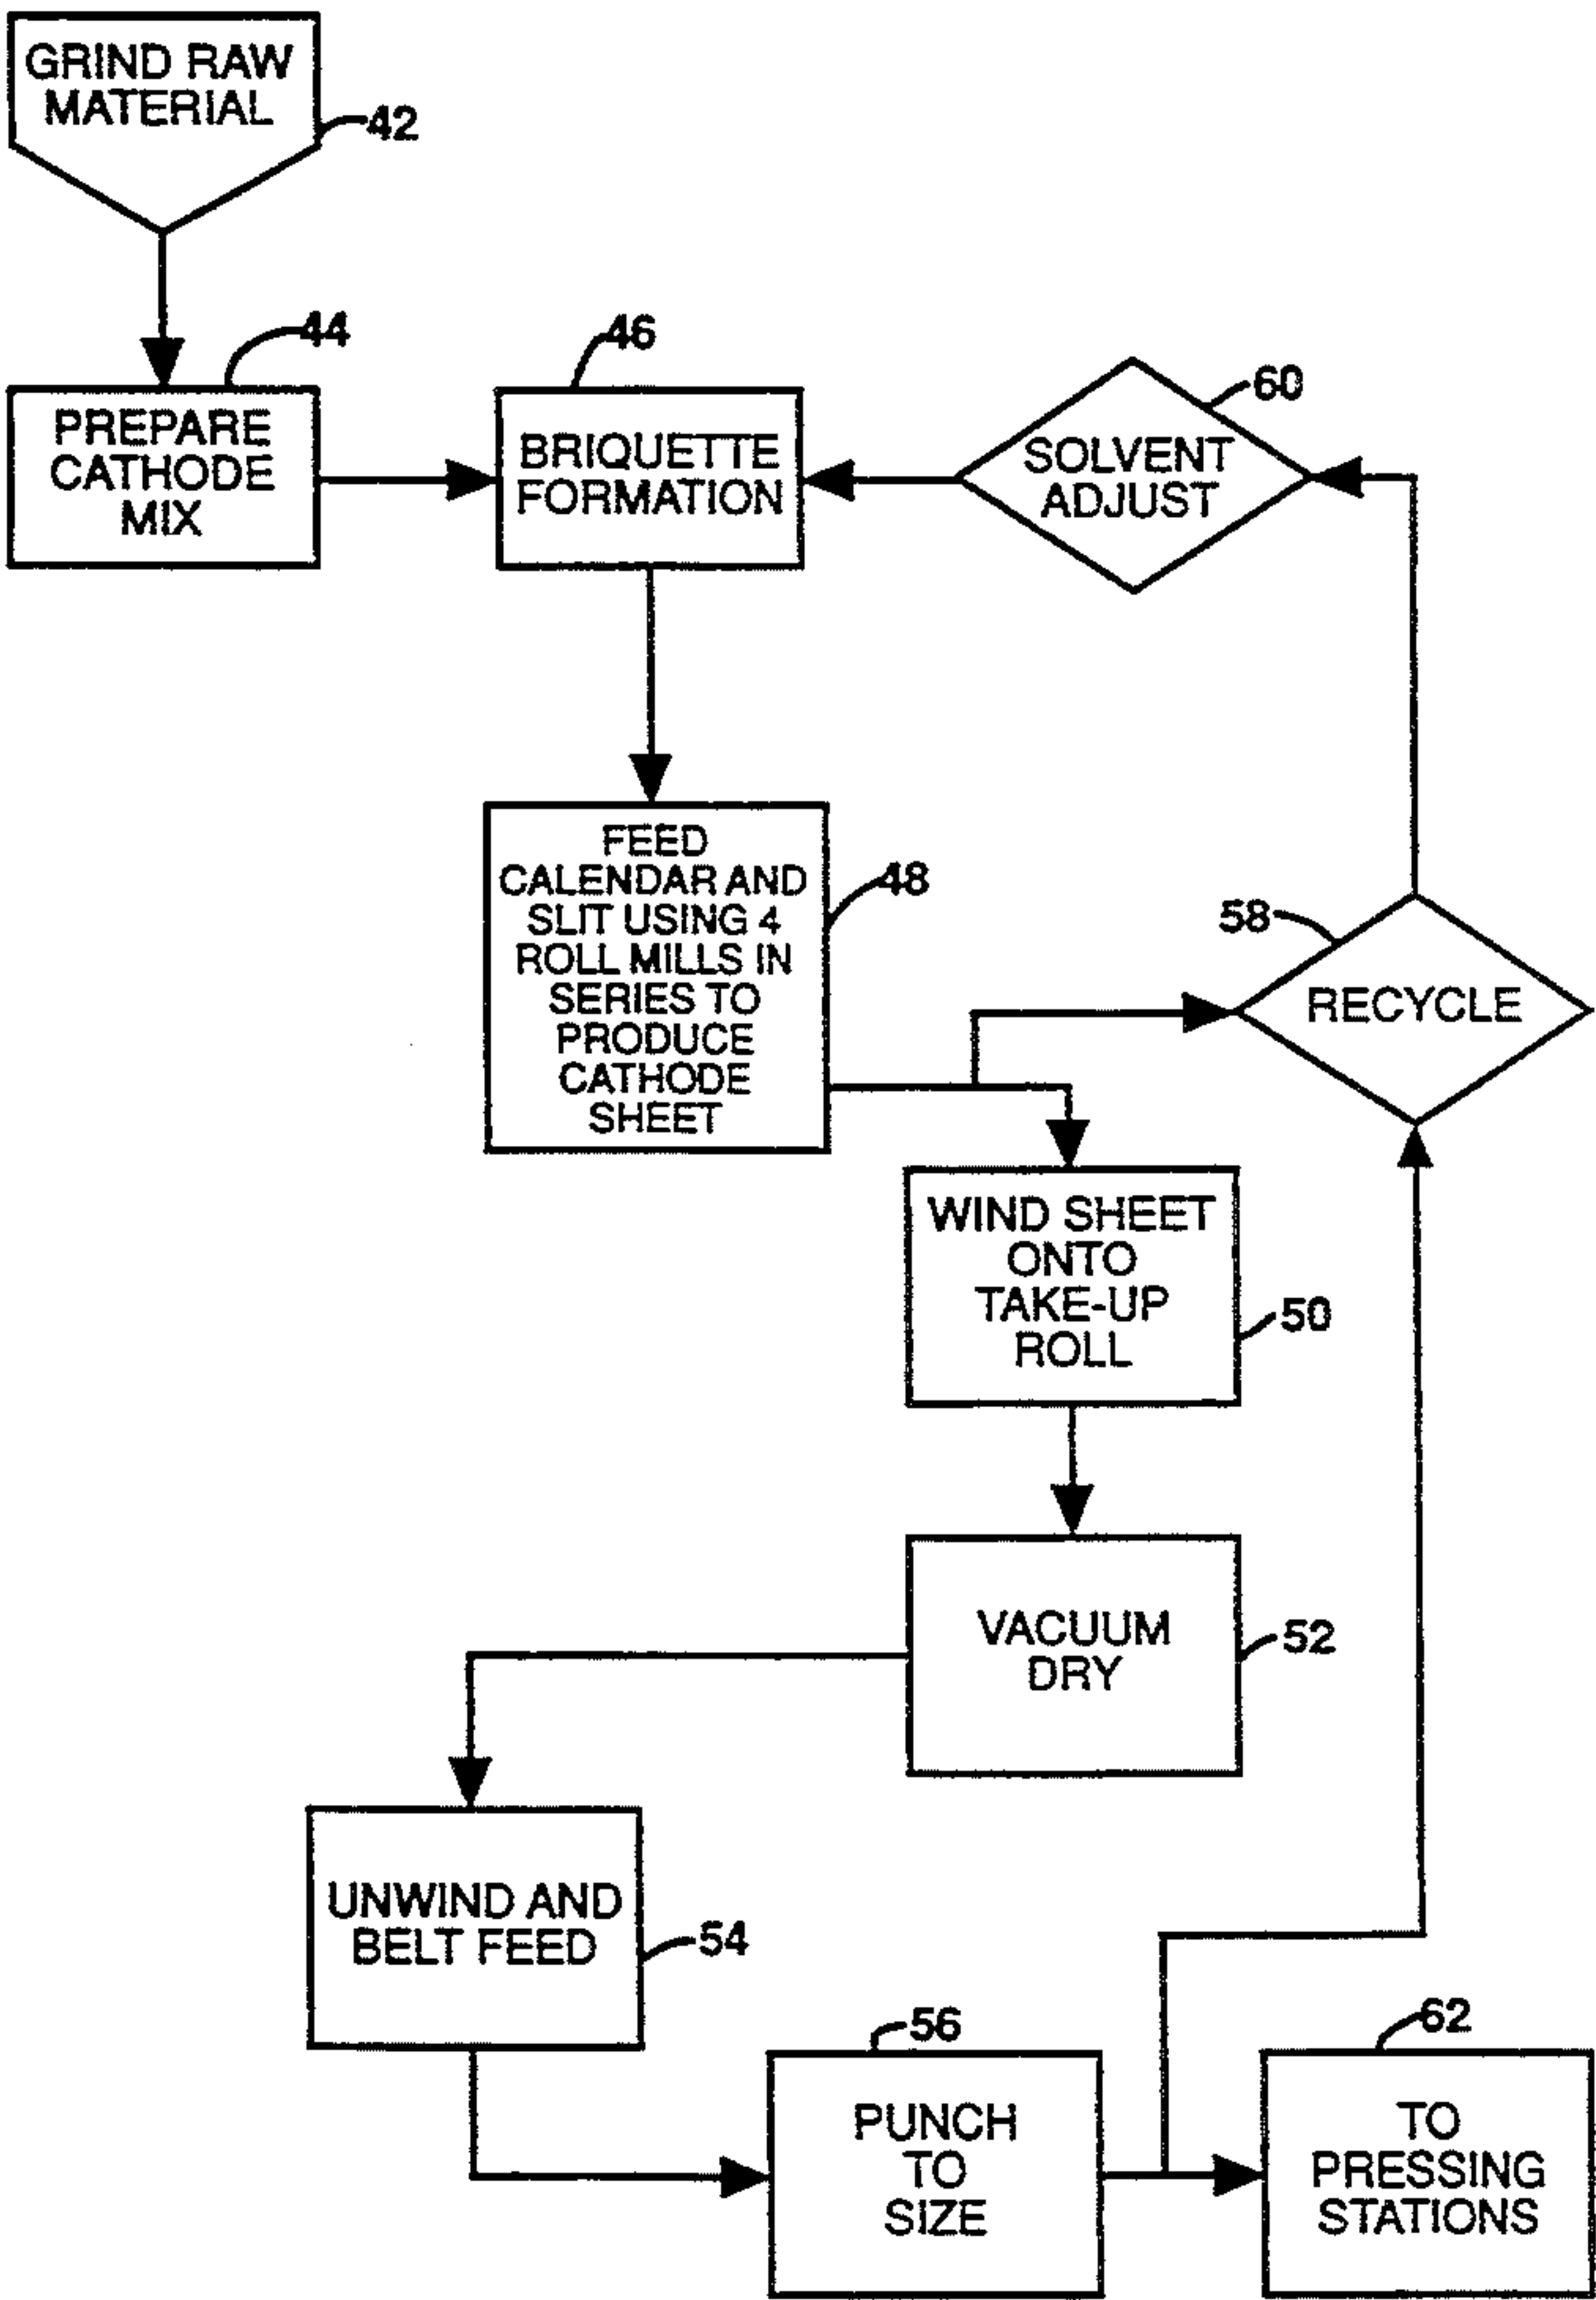 GRIND RAW
MATERIAL
42
44
PREPARE
CATHODE
MIX
46
BRIQUETTE
FORMATION
60
SOLVENT
ADJUST
FEED
CALENDAR AND
SLIT USING 4
ROLL MILLS IN
SERIES TO
PRODUCE
CATHODE
SHEET
48
58
RECYCLE
WIND SHEET
ONTO
TAKE-UP
ROLL
50
VACUUM
DRY
52
UNWIND AND
BELT FEED
54
56
PUNCH
TO
SIZE
62
TO
PRESSING
STATIONS